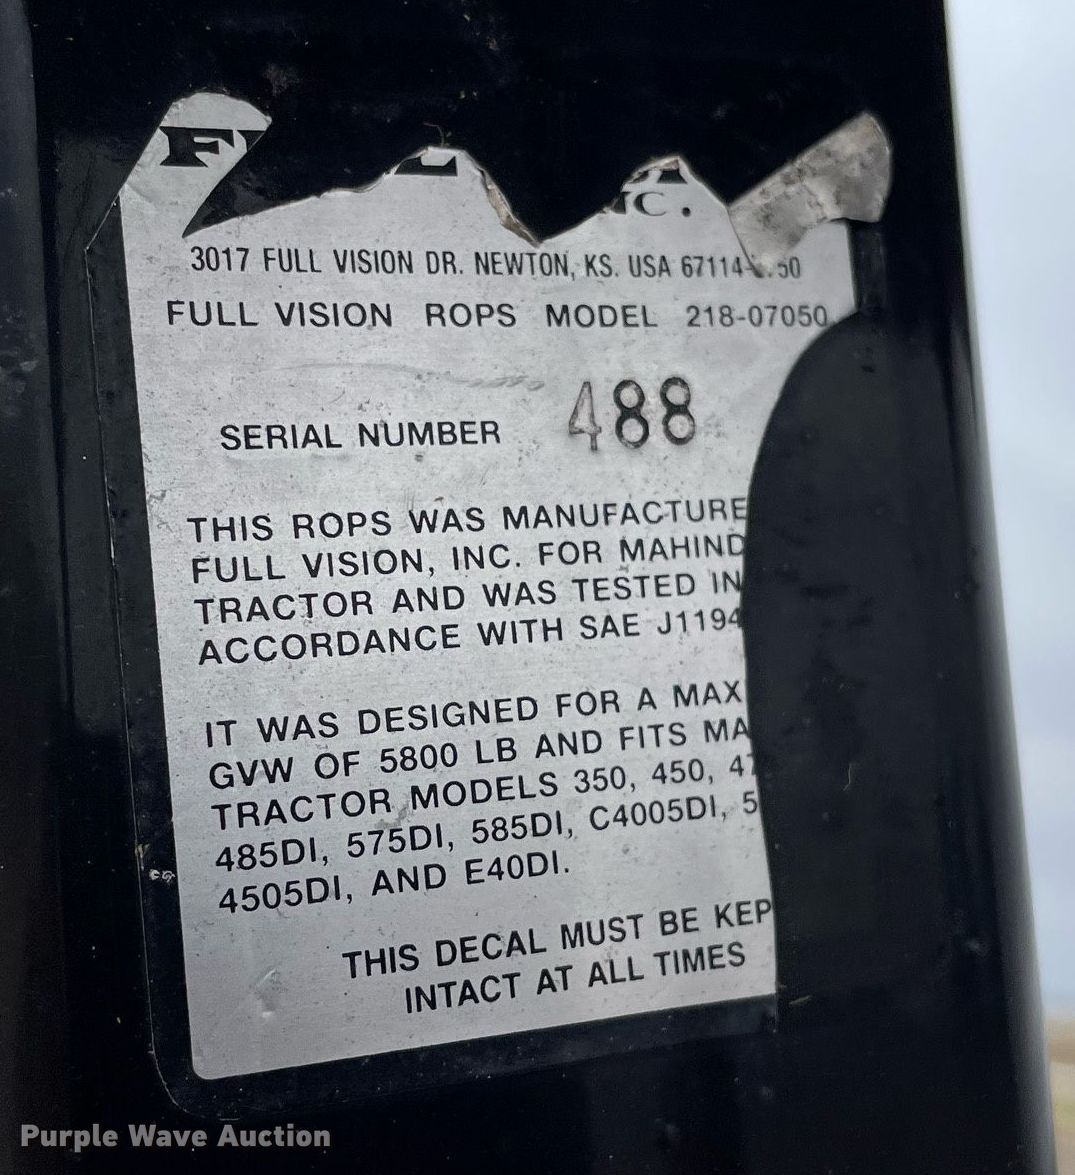 3017 FULL VISION DR. NEWTON, KS. USA 67114
FULL VISION ROPS MODEL 218-07050
SERIAL NUMBER 488
THIS ROPS WAS MANUFACTURE
FULL VISION, INC. FOR MAHIND
TRACTOR AND WAS TESTED IN
ACCORDANCE WITH SAE J1194
IT WAS DESIGNED FOR A MAX
GVW OF 5800 LB AND FITS MA
TRACTOR MODELS 350, 450, 4
485DI, 575DI, 585DI, C4005DI, 5
4505DI, AND E40DI.
THIS DECAL MUST BE KEP
INTACT AT ALL TIMES
Purple Wave Auction